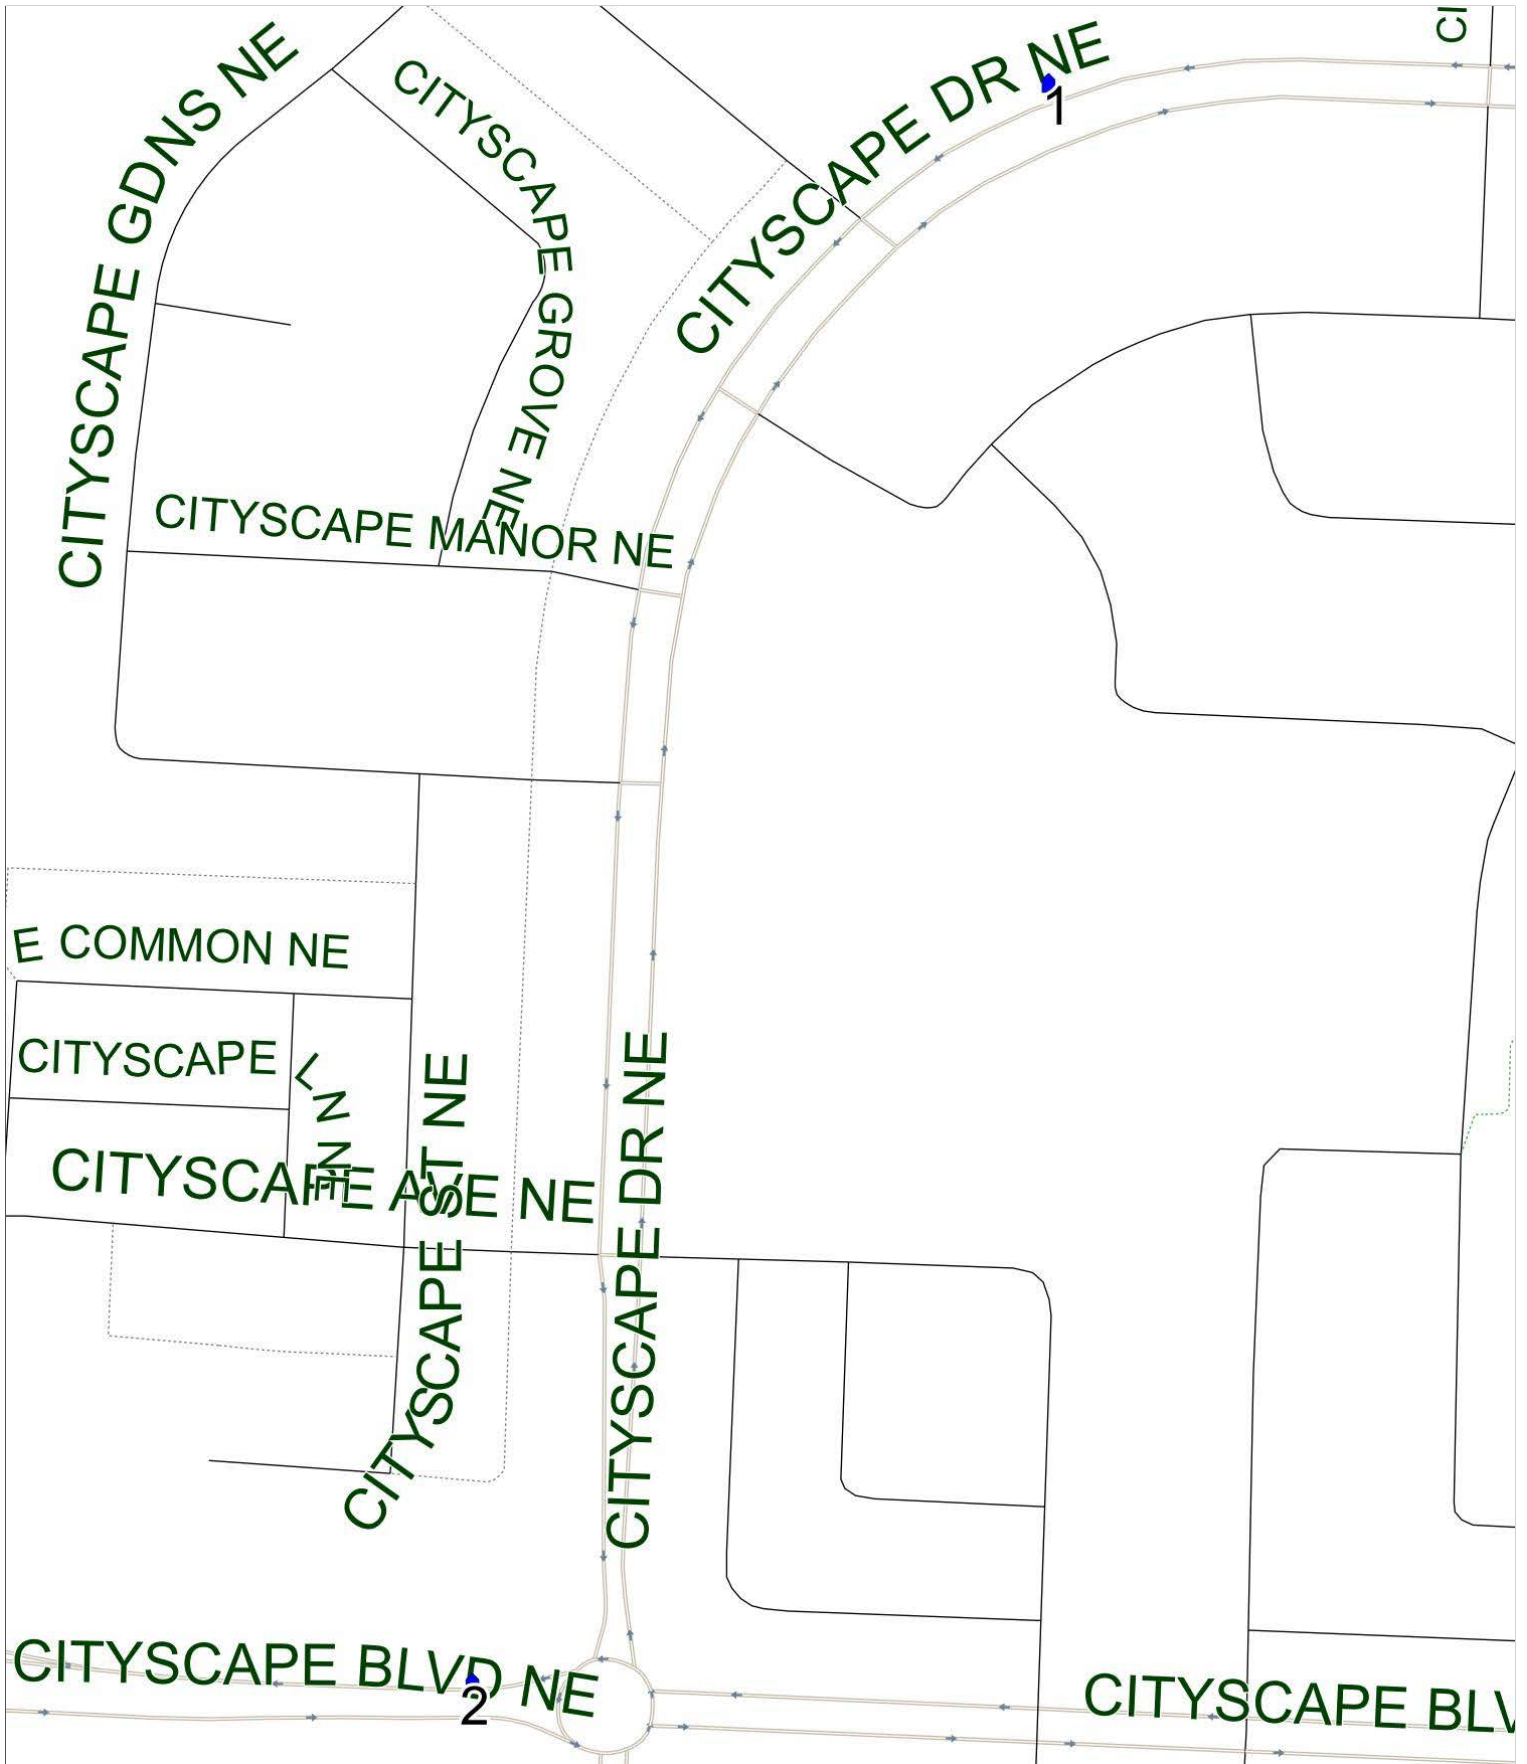 CITYSCAPE GDNS NE
CITYSCAPE GROVE NE
CITYSCAPE DR NE
CI
1
CITYSCAPE MANOR NE
E COMMON NE
CITYSCAPE LN NE
CITYSCAPE AVE NE
CITYSCAPE ST NE
CITYSCAPE DR NE
CITYSCAPE BLVD NE
2
CITYSCAPE BLV